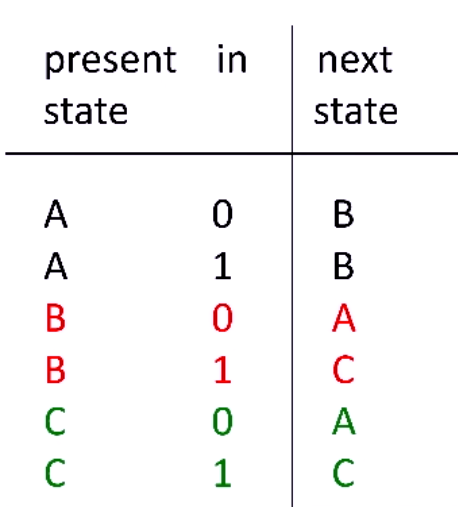 present in next
state state
A 0 B
A 1 B
B 0 A
B 1 C
C 0 A
C 1 C